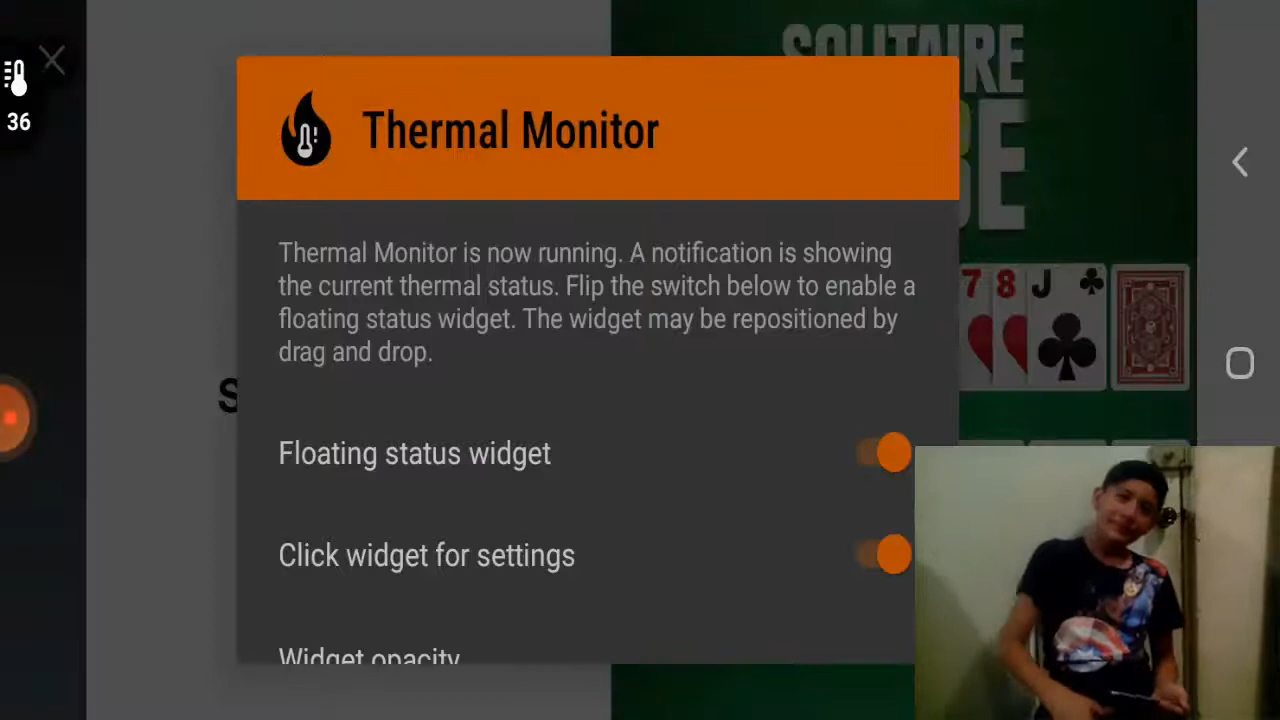 SOLITAIRE
36
Thermal Monitor
Thermal Monitor is now running. A notification is showing
the current thermal status. Flip the switch below to enable a
floating status widget. The widget may be repositioned by
drag and drop.
7 8 J
S
Floating status widget
Click widget for settings
Widget opacity